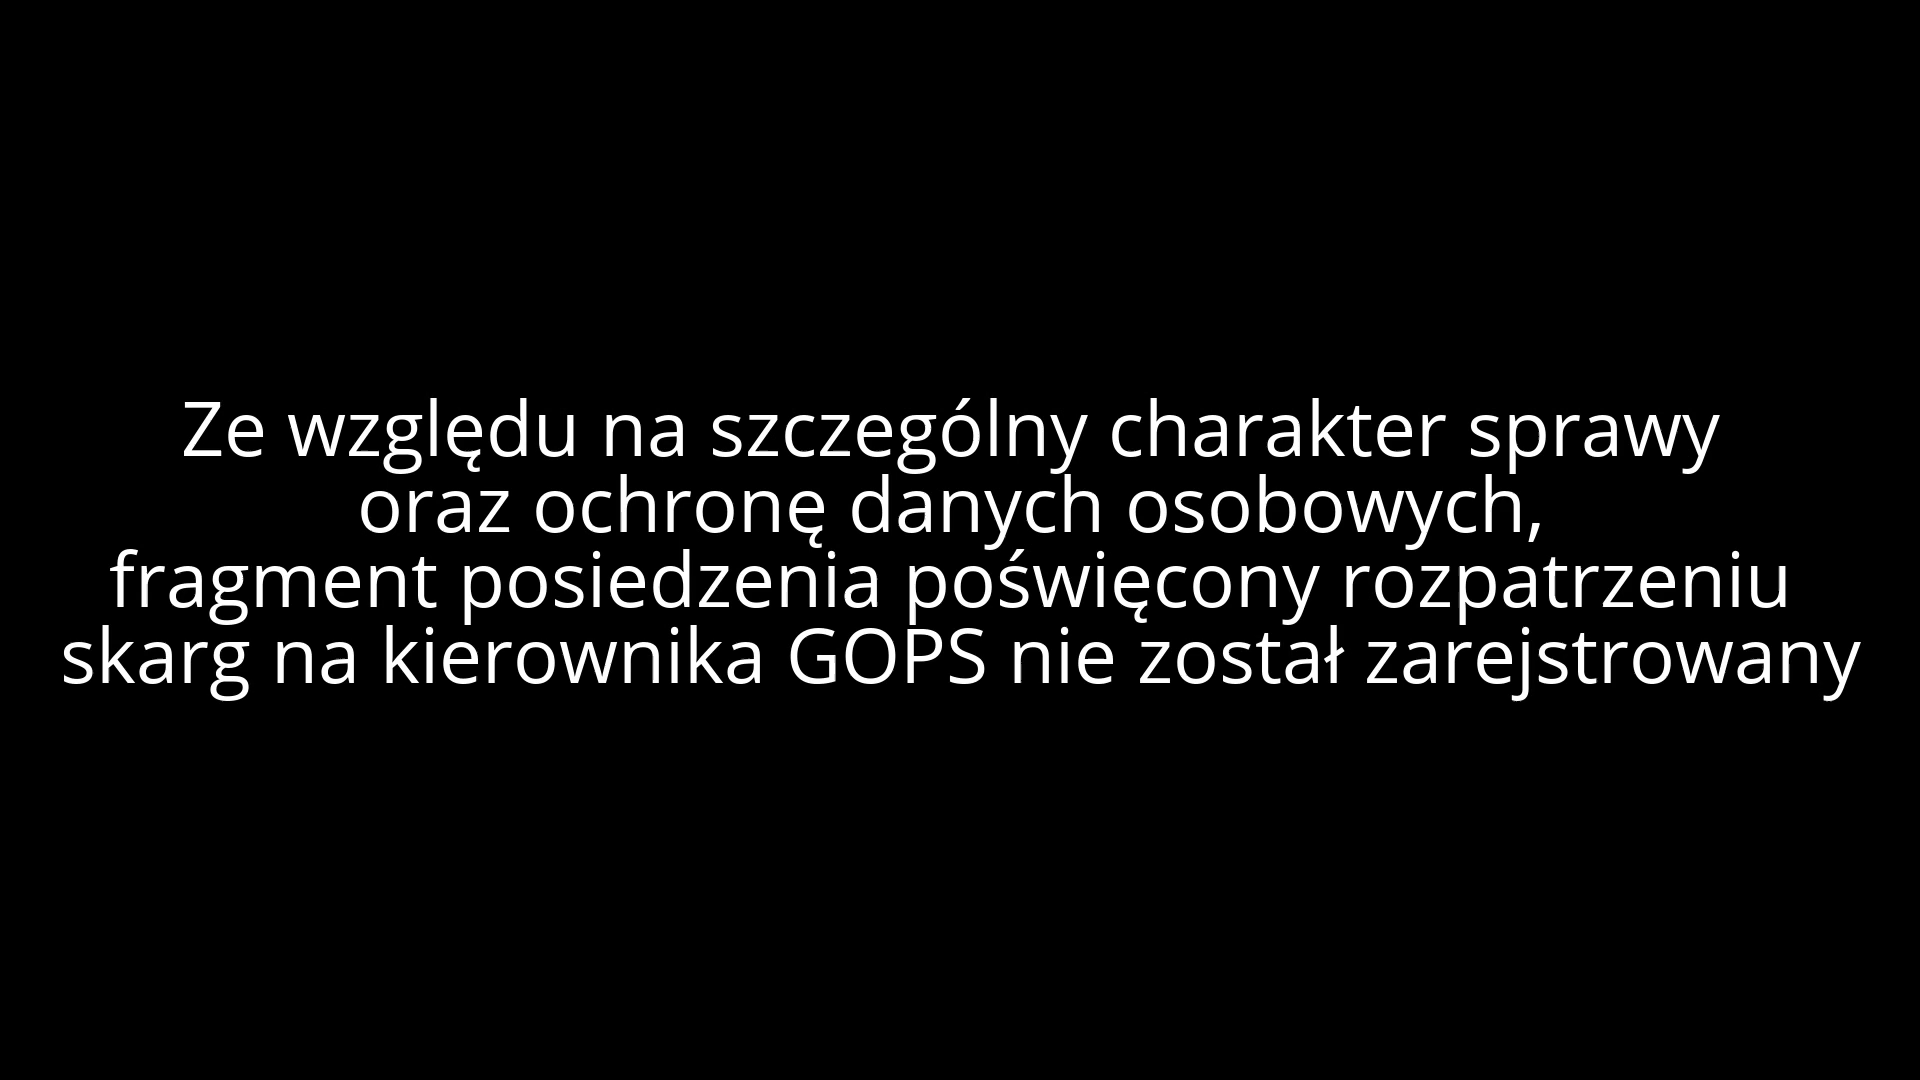 Ze względu na szczególny charakter sprawy
oraz ochronę danych osobowych,
fragment posiedzenia poświęcony rozpatrzeniu
skarg na kierownika GOPS nie został zarejstrowany